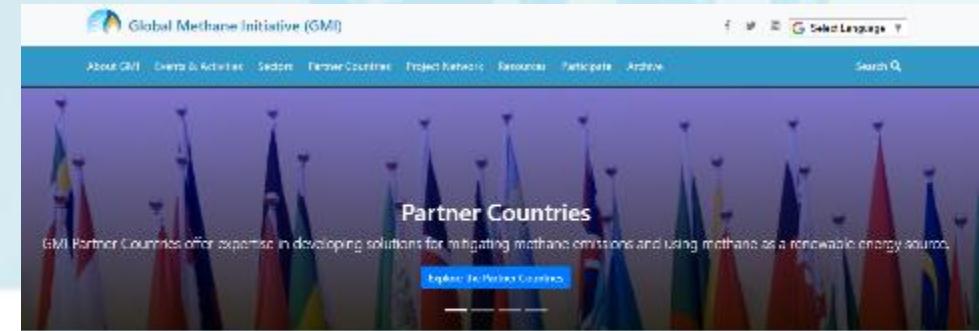 Global Methane Initiative (GMI)
Select Language
About GMI Events & Activities Sectors Partner Countries Project Network Resources Participate Archive Search
Partner Countries
GMI Partner Countries offer expertise in developing solutions for mitigating methane emissions and using methane as a renewable energy source.
Explore the Partner Countries